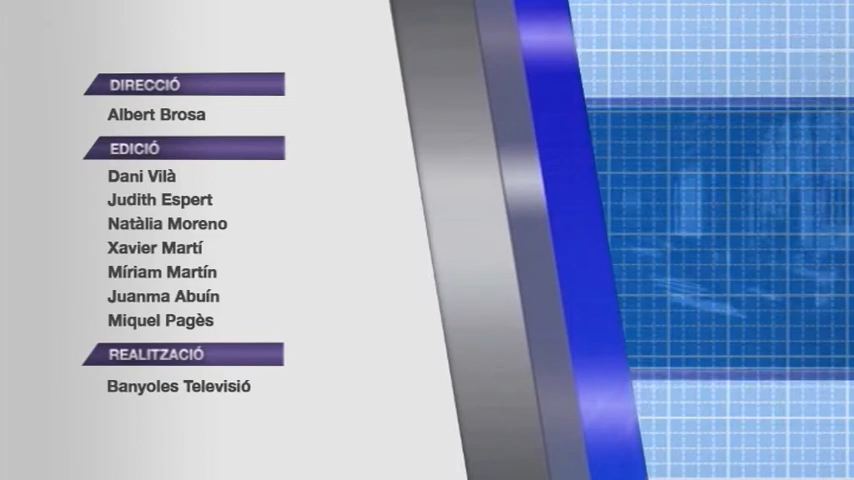 DIRECCIÓ
Albert Brosa
EDICIÓ
Dani Vilà
Judith Espert
Natàlia Moreno
Xavier Martí
Míriam Martín
Juanma Abuín
Miquel Pagès
REALITZACIÓ
Banyoles Televisió